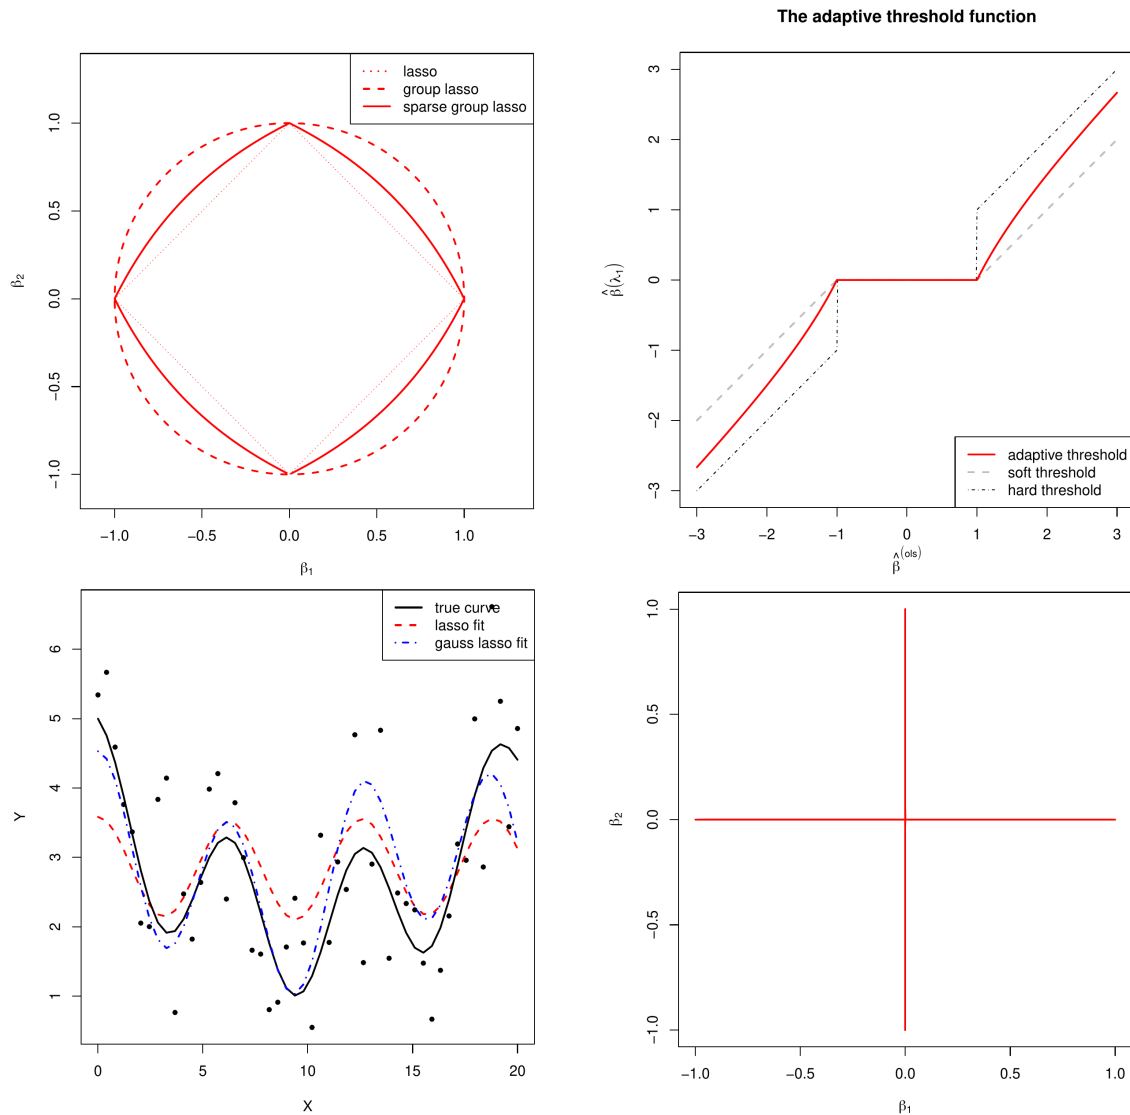 The adaptive threshold function
lasso
group lasso
sparse group lasso
1.0
0.5
0.0
−0.5
−1.0
β2
−1.0 −0.5 0.0 0.5 1.0
β1
3
2
1
0
−1
−2
−3
β̂(λ1)
adaptive threshold
soft threshold
hard threshold
−3 −2 −1 0 1 2 3
β̂(ols)
true curve
lasso fit
gauss lasso fit
6
5
4
3
2
1
Y
0 5 10 15 20
X
1.0
0.5
0.0
−0.5
−1.0
β2
−1.0 −0.5 0.0 0.5 1.0
β1